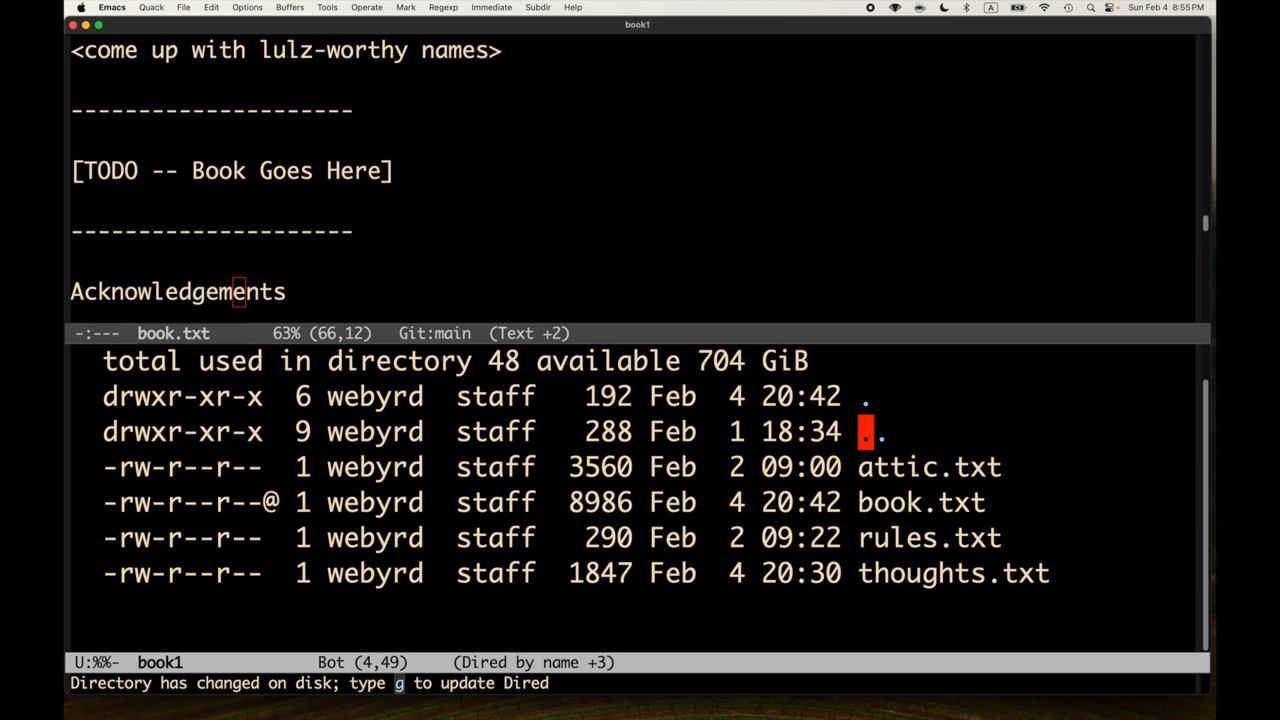 Emacs Quack File Edit Options Buffers Tools Operate Mark Regexp Immediate Subdir Help A Sun Feb 4 8:55 PM
book1
<come up with lulz-worthy names>
---------------------
[TODO -- Book Goes Here]
---------------------
Acknowledgements
-:--- book.txt 63% (66,12) Git:main (Text +2)
total used in directory 48 available 704 GiB
drwxr-xr-x 6 webyrd staff 192 Feb 4 20:42 .
drwxr-xr-x 9 webyrd staff 288 Feb 1 18:34 ..
-rw-r--r-- 1 webyrd staff 3560 Feb 2 09:00 attic.txt
-rw-r--r--@ 1 webyrd staff 8986 Feb 4 20:42 book.txt
-rw-r--r-- 1 webyrd staff 290 Feb 2 09:22 rules.txt
-rw-r--r-- 1 webyrd staff 1847 Feb 4 20:30 thoughts.txt
U:%%- book1 Bot (4,49) (Dired by name +3)
Directory has changed on disk; type g to update Dired